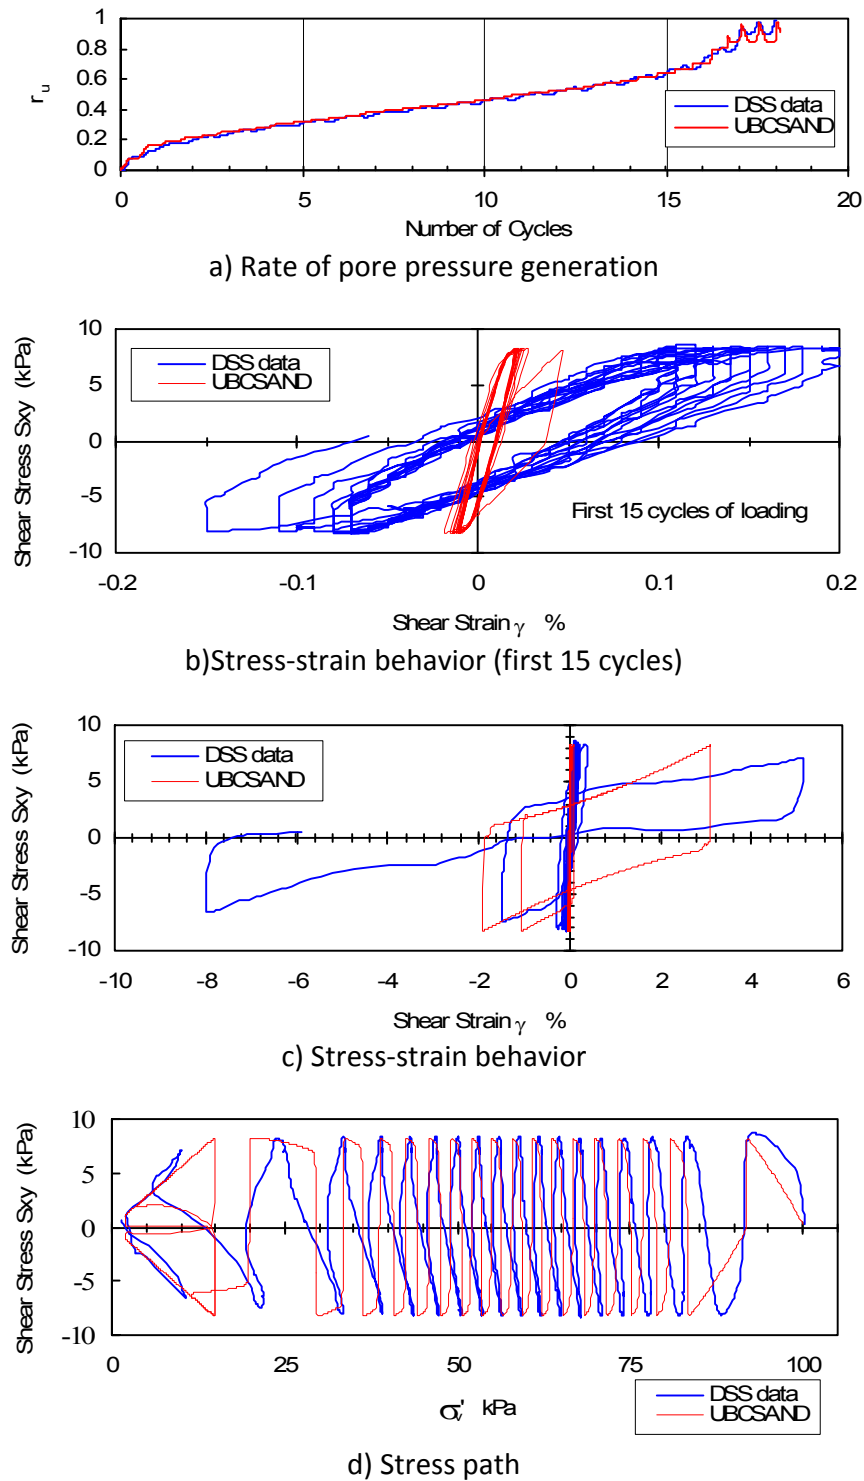 1
0.8
0.6
0.4
0.2
0
r_u
DSS data
UBCSAND
0 5 10 15 20
Number of Cycles
a) Rate of pore pressure generation
10
5
0
-5
-10
Shear Stress Sxy (kPa)
DSS data
UBCSAND
First 15 cycles of loading
-0.2 -0.1 0 0.1 0.2
Shear Strain γ %
b)Stress-strain behavior (first 15 cycles)
10
5
0
-5
-10
Shear Stress Sxy (kPa)
DSS data
UBCSAND
-10 -8 -6 -4 -2 0 2 4 6
Shear Strain γ %
c) Stress-strain behavior
10
5
0
-5
-10
Shear Stress Sxy (kPa)
0 25 50 75 100
σv' kPa
DSS data
UBCSAND
d) Stress path